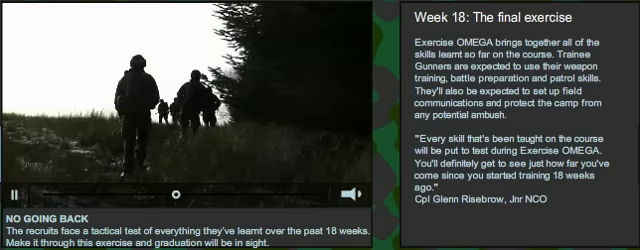 Week 18: The final exercise
Exercise OMEGA brings together all of the
skills learnt so far on the course. Trainee
Gunners are expected to use their weapon
training, battle preparation and patrol skills.
They'll also be expected to set up field
communications and protect the camp from
any potential ambush.
"Every skill that's been taught on the course
will be put to test during Exercise OMEGA.
You'll definitely get to see just how far you've
come since you started training 18 weeks
ago."
Cpl Glenn Risebrow, Jnr NCO
NO GOING BACK
The recruits face a tactical test of everything they've learnt over the past 18 weeks.
Make it through this exercise and graduation will be in sight.